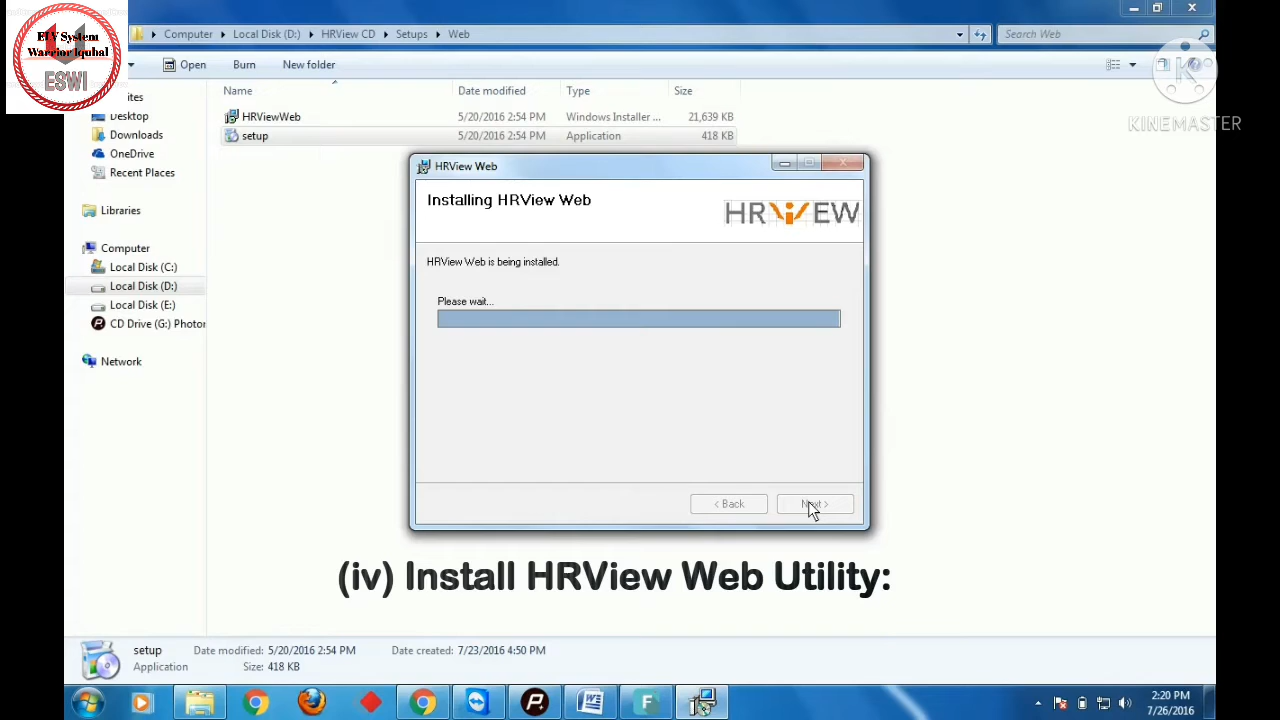 ELV System
Warrior Iqubal
ESWI
Computer
Local Disk (D:)
HRView CD
Setups
Web
Search Web
Open
Burn
New folder
Name
Date modified
Type
Size
HRViewWeb
5/20/2016 2:54 PM
Windows Installer ...
21,639 KB
setup
5/20/2016 2:54 PM
Application
418 KB
Desktop
Downloads
OneDrive
Recent Places
Libraries
Computer
Local Disk (C:)
Local Disk (D:)
Local Disk (E:)
CD Drive (G:) Photon
Network
K
KINEMASTER
HRView Web
Installing HRView Web
HRVIEW
HRView Web is being installed.
Please wait...
< Back
Next >
(iv) Install HRView Web Utility:
setup
Date modified: 5/20/2016 2:54 PM
Date created: 7/23/2016 4:50 PM
Application
Size: 418 KB
2:20 PM
7/26/2016